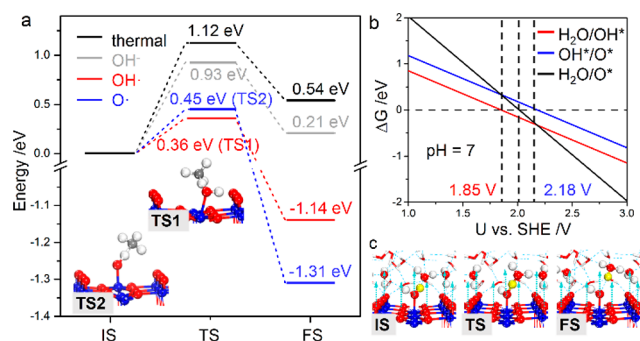 a
thermal
OH⁻
OH·
O·
1.12 eV
0.93 eV
0.45 eV (TS2)
0.36 eV (TS1)
0.54 eV
0.21 eV
-1.14 eV
-1.31 eV
TS1
TS2
Energy /eV
1.0
0.5
0.0
-1.1
-1.2
-1.3
-1.4
IS
TS
FS
b
H₂O/OH*
OH*/O*
H₂O/O*
pH = 7
1.85 V
2.18 V
ΔG /eV
2
1
0
-1
-2
1.0
1.5
2.0
2.5
3.0
U vs. SHE /V
c
IS
TS
FS